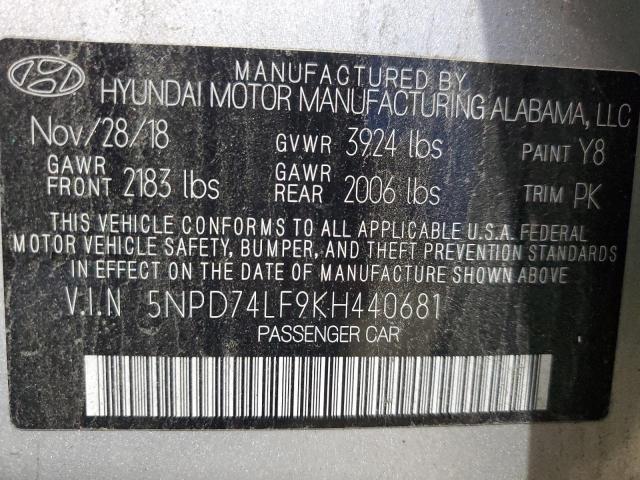 MANUFACTURED BY
HYUNDAI MOTOR MANUFACTURING ALABAMA, LLC
Nov/28/18 GVWR 3924 lbs PAINT Y8
GAWR FRONT 2183 lbs GAWR REAR 2006 lbs TRIM PK
THIS VEHICLE CONFORMS TO ALL APPLICABLE U.S.A. FEDERAL
MOTOR VEHICLE SAFETY, BUMPER, AND THEFT PREVENTION STANDARDS
IN EFFECT ON THE DATE OF MANUFACTURE SHOWN ABOVE.
V.I.N 5NPD74LF9KH440681
PASSENGER CAR